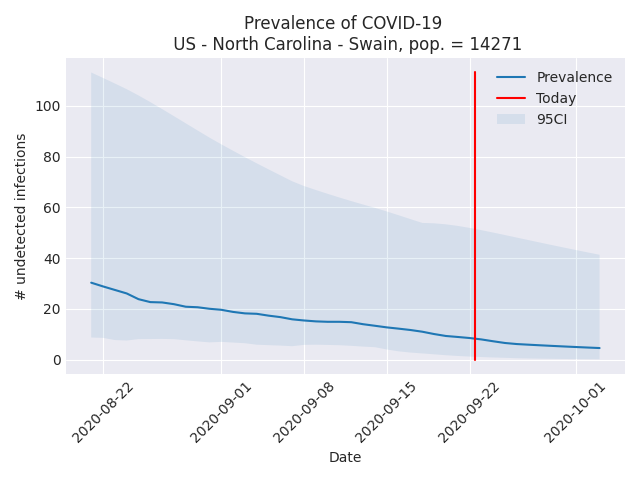 Prevalence of COVID-19
US - North Carolina - Swain, pop. = 14271
Prevalence
Today
95CI
# undetected infections
100
80
60
40
20
0
2020-08-22
2020-09-01
2020-09-08
2020-09-15
2020-09-22
2020-10-01
Date